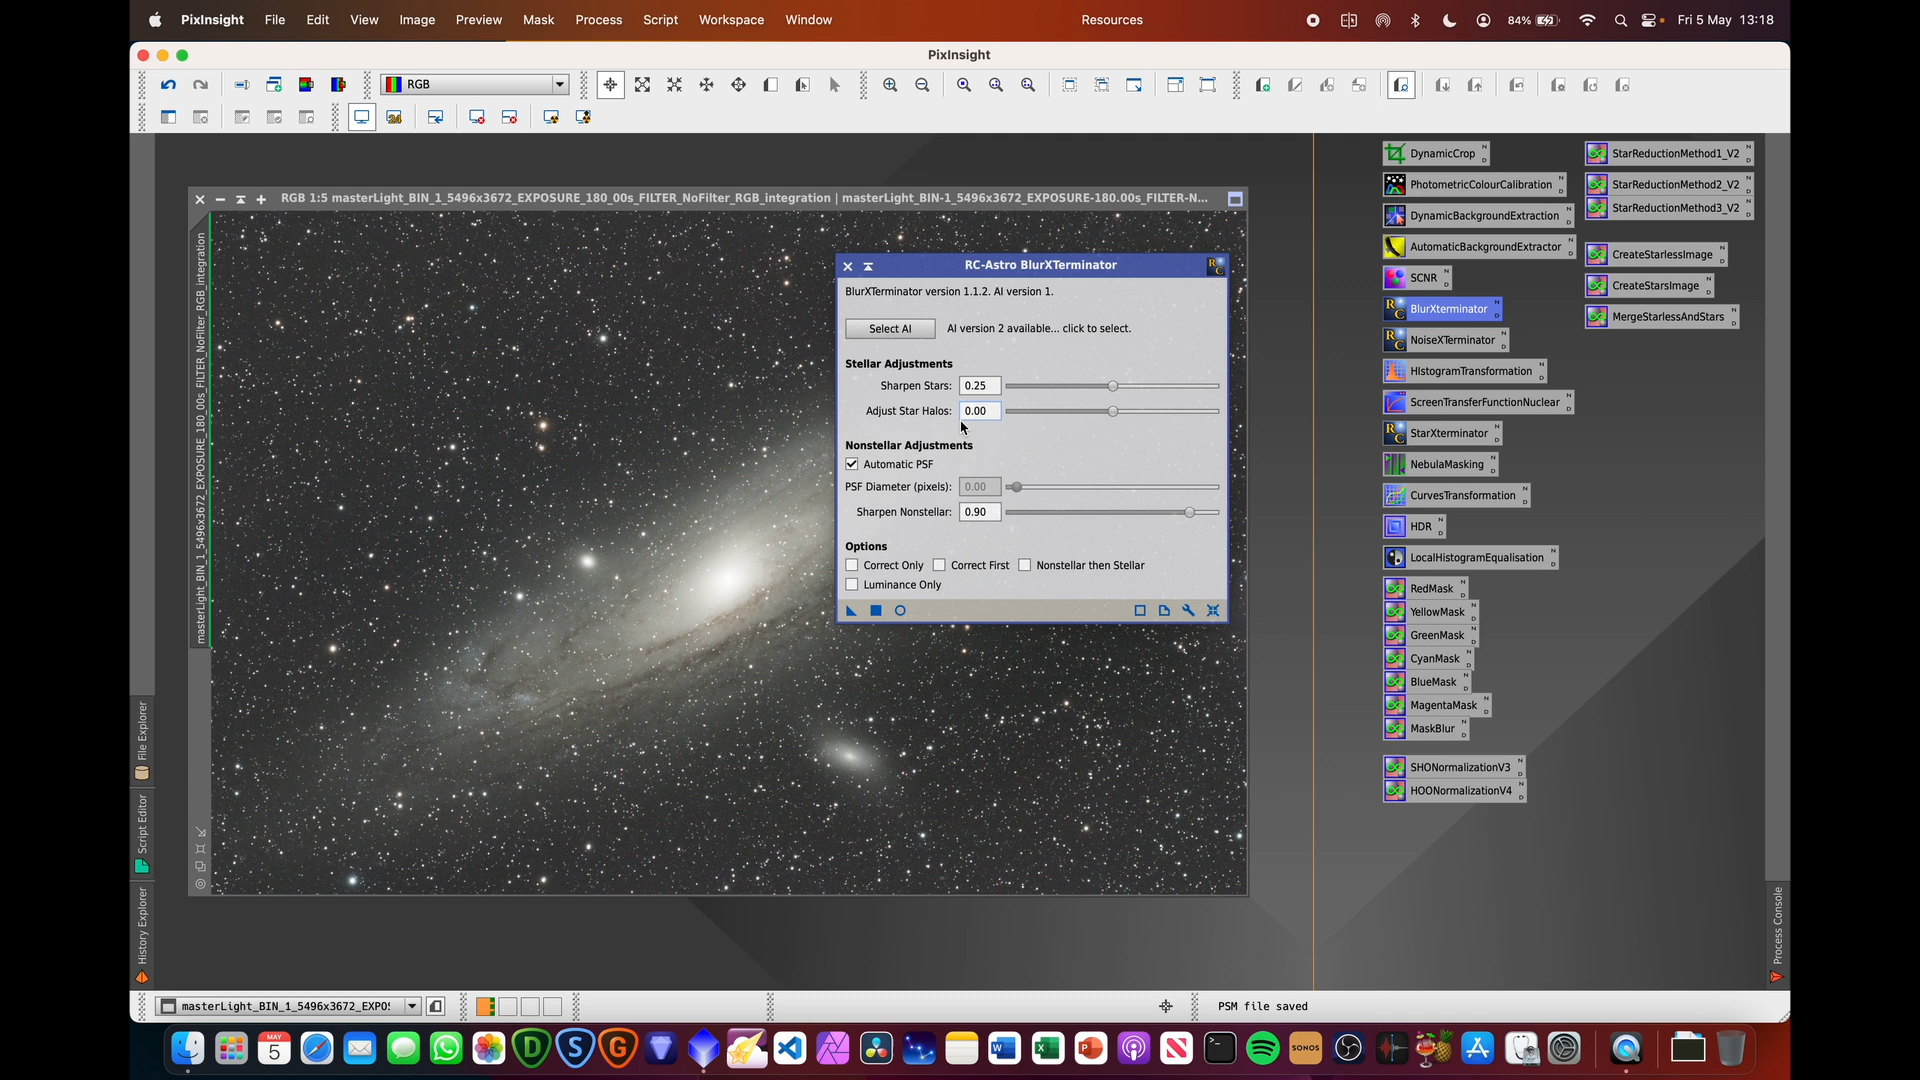 PixInsight File Edit View Image Preview Mask Process Script Workspace Window Resources 84% Fri 5 May 13:18
PixInsight
RGB
24
RGB 1:5 masterLight_BIN_1_5496x3672_EXPOSURE_180_00s_FILTER_NoFilter_RGB_integration | masterLight_BIN-1_5496x3672_EXPOSURE-180.00s_FILTER-N...
masterLight_BIN_1_5496x3672_EXPOSURE_180_00s_FILTER_NoFilter_RGB_integration
RC-Astro BlurXTerminator
BlurXTerminator version 1.1.2. AI version 1.
Select AI AI version 2 available... click to select.
Stellar Adjustments
Sharpen Stars: 0.25
Adjust Star Halos: 0.00
Nonstellar Adjustments
Automatic PSF
PSF Diameter (pixels): 0.00
Sharpen Nonstellar: 0.90
Options
Correct Only Correct First Nonstellar then Stellar
Luminance Only
DynamicCrop
PhotometricColourCalibration
DynamicBackgroundExtraction
AutomaticBackgroundExtractor
SCNR
BlurXterminator
NoiseXTerminator
HIstogramTransformation
ScreenTransferFunctionNuclear
StarXterminator
NebulaMasking
CurvesTransformation
HDR
LocalHistogramEqualisation
RedMask
YellowMask
GreenMask
CyanMask
BlueMask
MagentaMask
MaskBlur
SHONormalizationV3
HOONormalizationV4
StarReductionMethod1_V2
StarReductionMethod2_V2
StarReductionMethod3_V2
CreateStarlessImage
CreateStarsImage
MergeStarlessAndStars
File Explorer
Script Editor
History Explorer
Process Console
masterLight_BIN_1_5496x3672_EXPO:
PSM file saved
MAY
5
D
S
G
SONOS